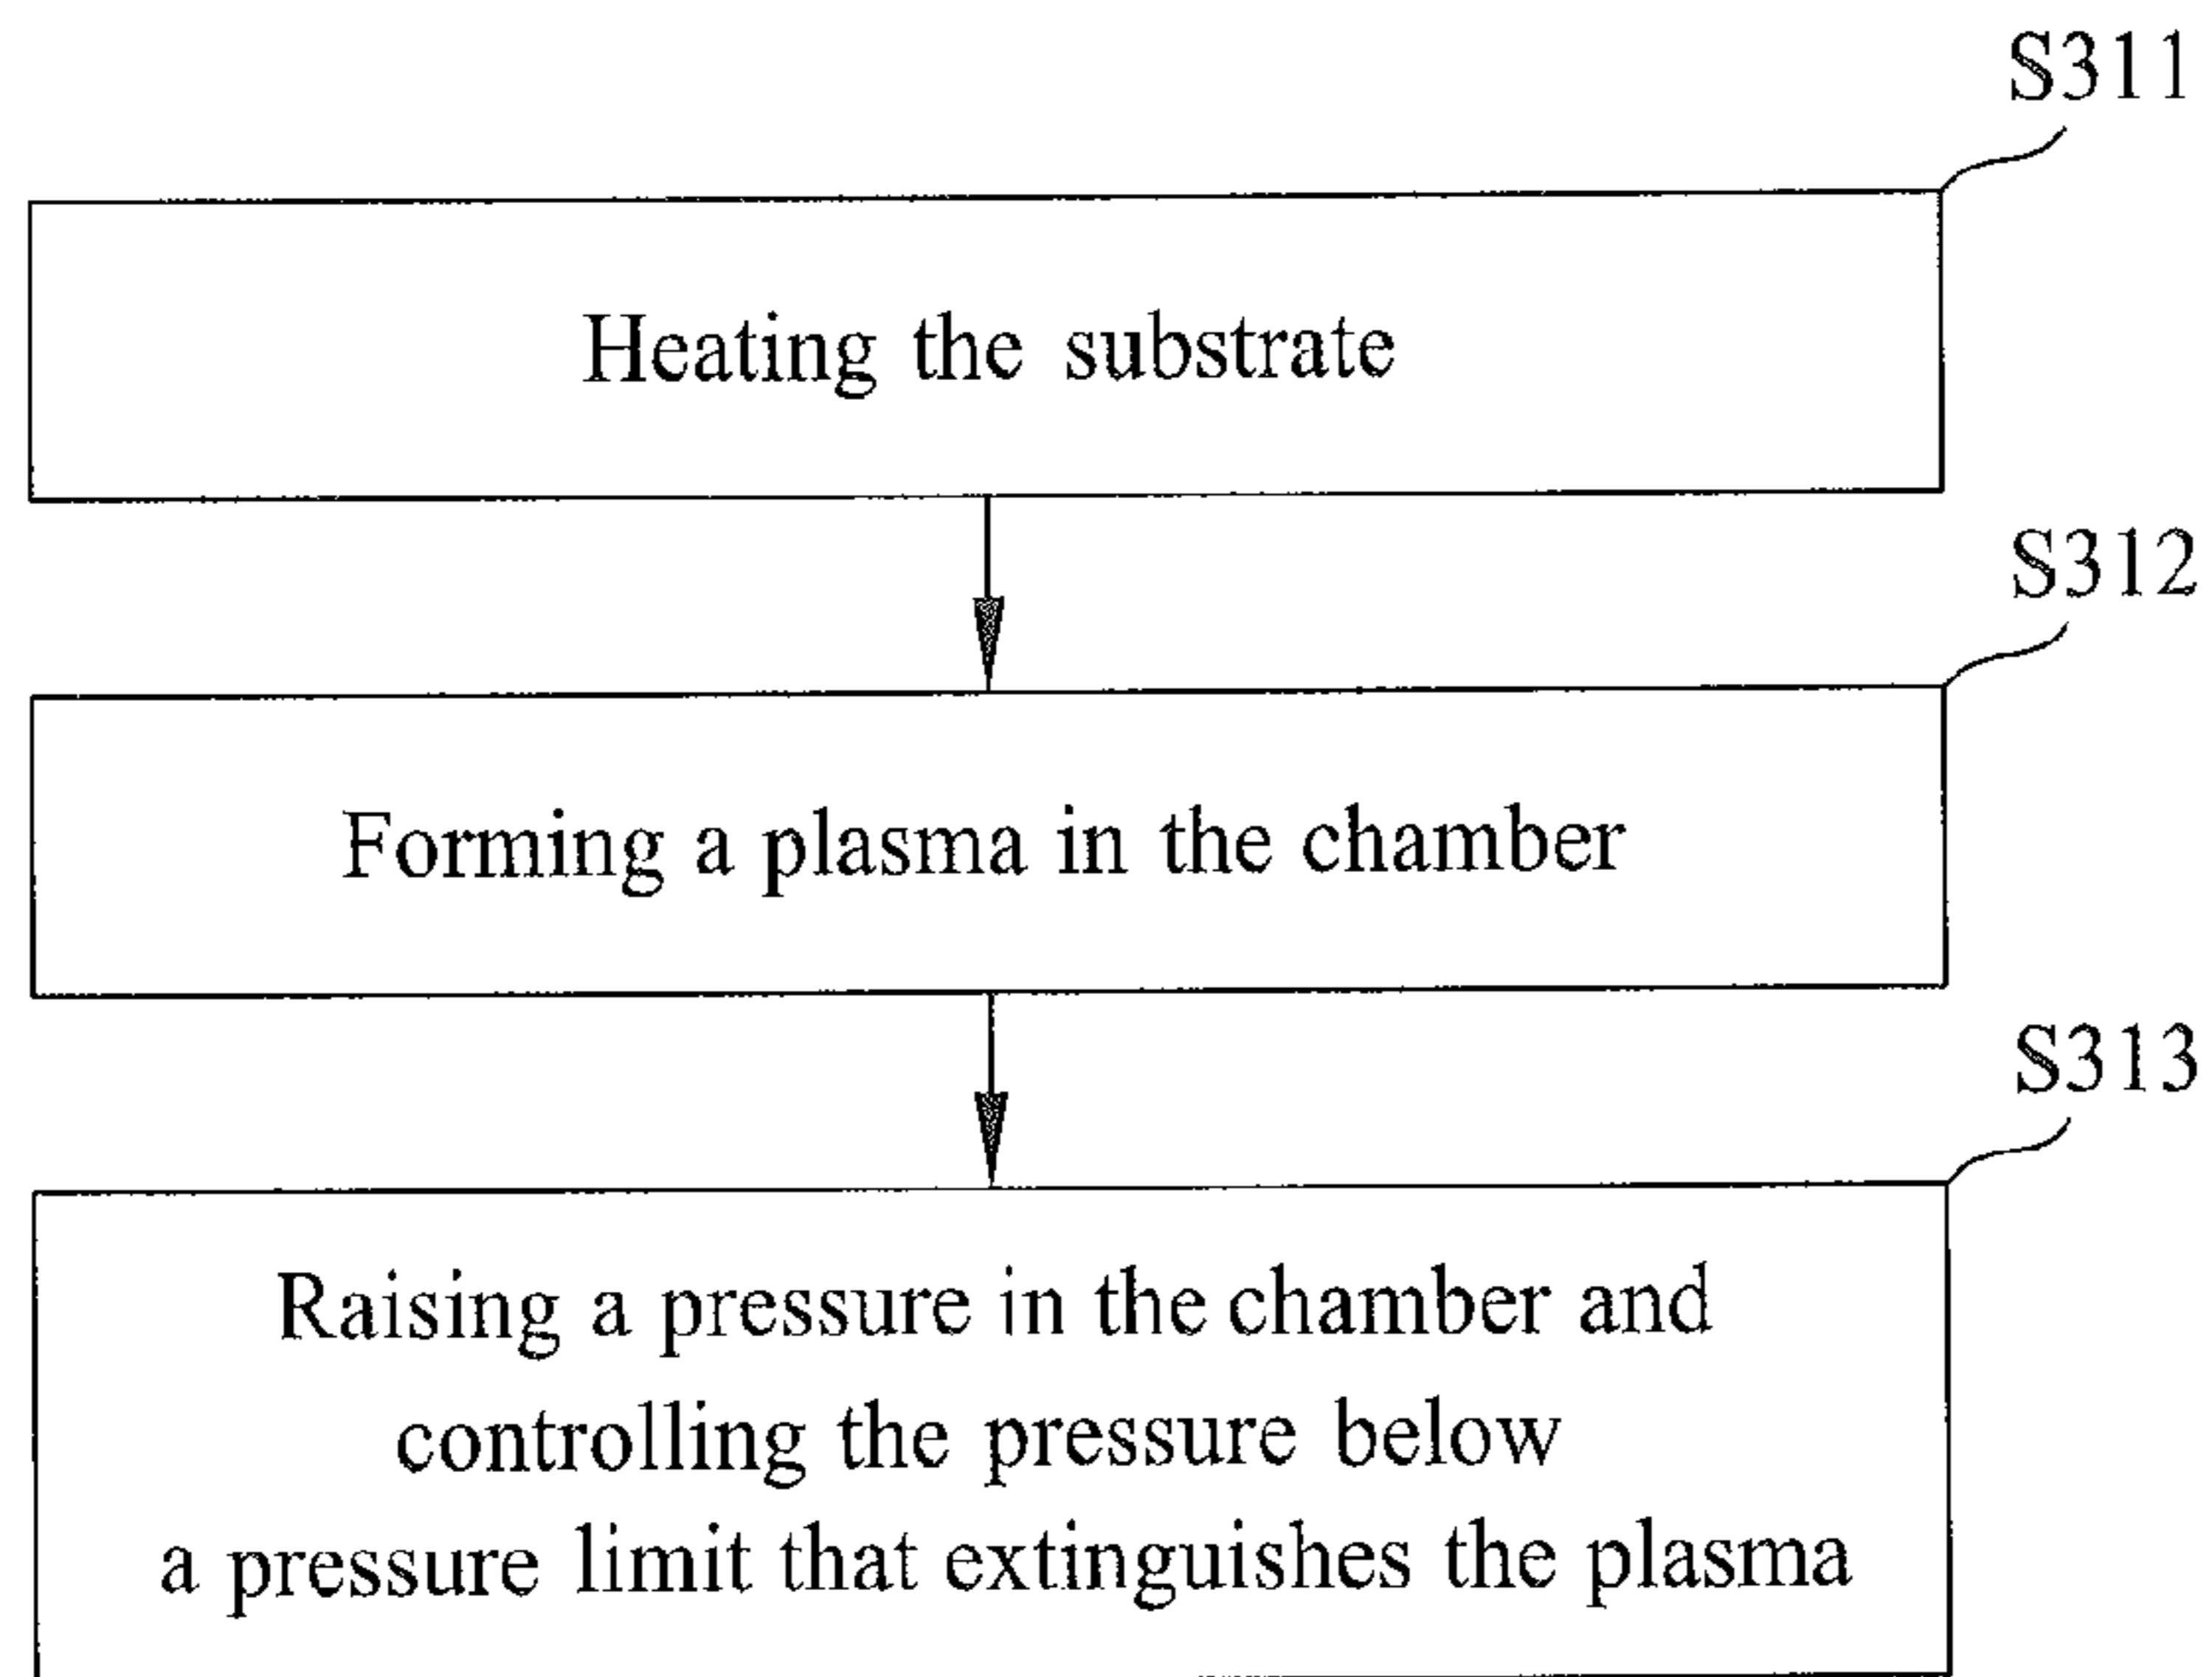 S311
Heating the substrate
S312
Forming a plasma in the chamber
S313
Raising a pressure in the chamber and
controlling the pressure below
a pressure limit that extinguishes the plasma